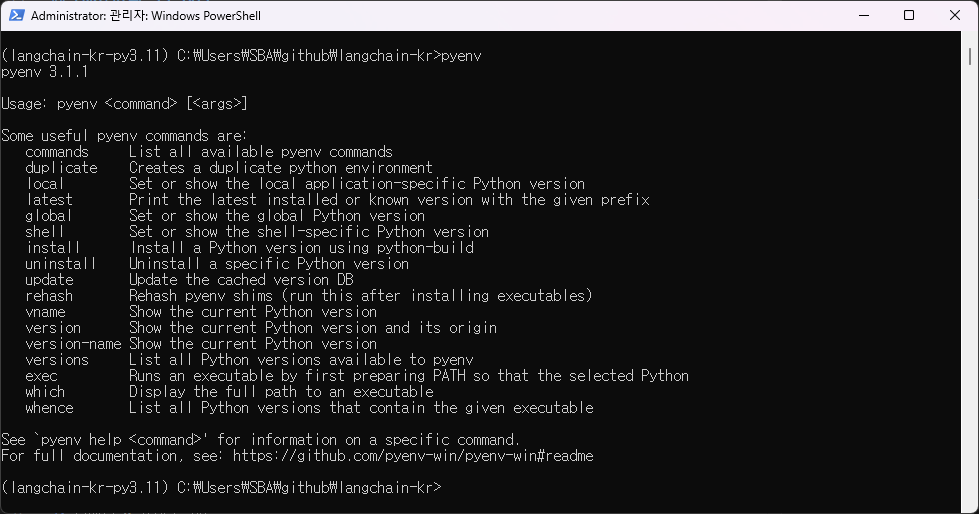 Administrator: 관리자: Windows PowerShell
(langchain-kr-py3.11) C:₩Users₩SBA₩github₩langchain-kr>pyenv
pyenv 3.1.1
Usage: pyenv <command> [<args>]
Some useful pyenv commands are:
commands     List all available pyenv commands
duplicate    Creates a duplicate python environment
local        Set or show the local application-specific Python version
latest       Print the latest installed or known version with the given prefix
global       Set or show the global Python version
shell        Set or show the shell-specific Python version
install      Install a Python version using python-build
uninstall    Uninstall a specific Python version
update       Update the cached version DB
rehash       Rehash pyenv shims (run this after installing executables)
vname        Show the current Python version
version      Show the current Python version and its origin
version-name Show the current Python version
versions     List all Python versions available to pyenv
exec         Runs an executable by first preparing PATH so that the selected Python
which        Display the full path to an executable
whence       List all Python versions that contain the given executable
See `pyenv help <command>' for information on a specific command.
For full documentation, see: https://github.com/pyenv-win/pyenv-win#readme
(langchain-kr-py3.11) C:₩Users₩SBA₩github₩langchain-kr>